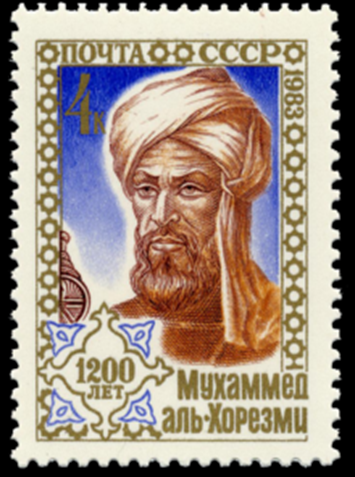 ПОЧТА СССР
1983
4к
1200
ЛЕТ
Мухаммед
аль-Хорезми